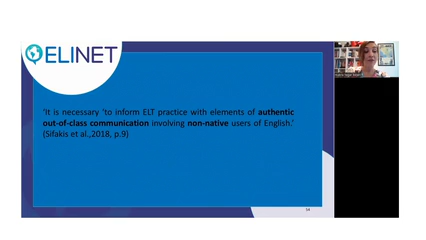 ELINET
'It is necessary 'to inform ELT practice with elements of authentic
out-of-class communication involving non-native users of English.'
(Sifakis et al.,2018, p.9)